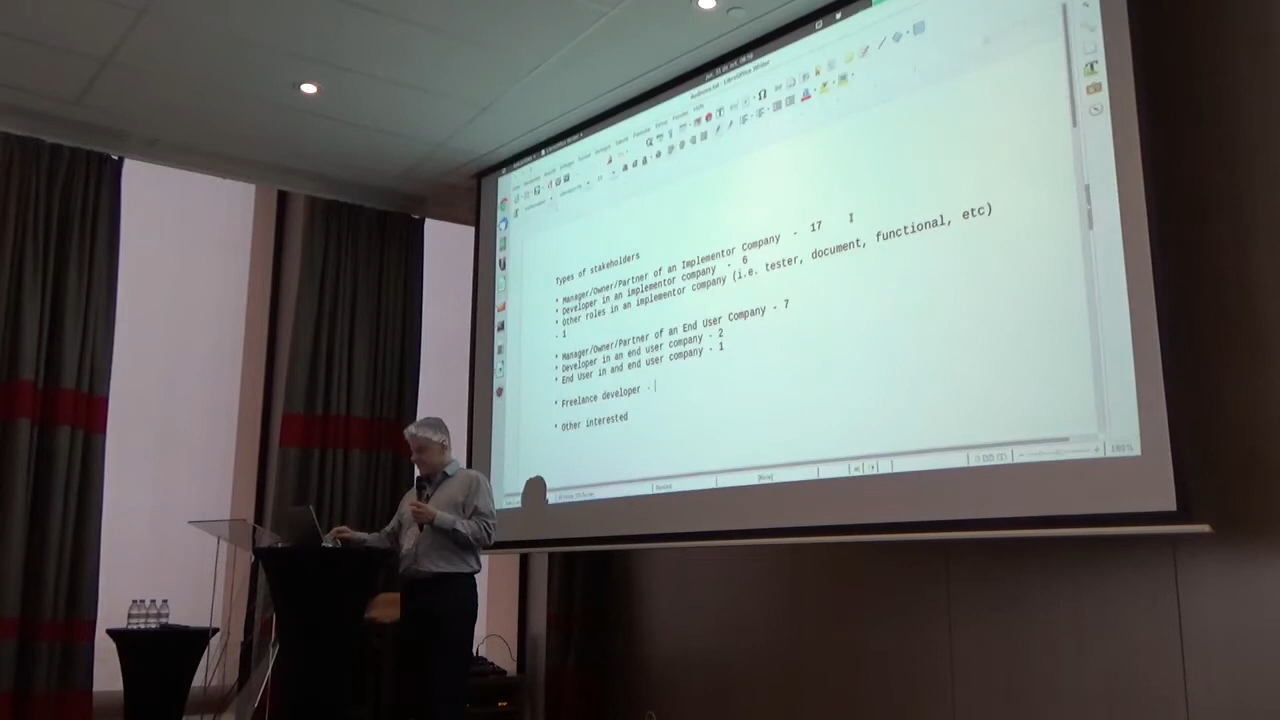 LibreOffice Writer
Types of stakeholders
* Manager/Owner/Partner of an Implementor Company - 17
* Developer in an implementor company - 6
* Other roles in an implementor company (i.e. tester, document, functional, etc)
- 1
* Manager/Owner/Partner of an End User Company - 7
* Developer in an end user company - 2
* End User in and end user company - 1
* Freelance developer -
* Other interested